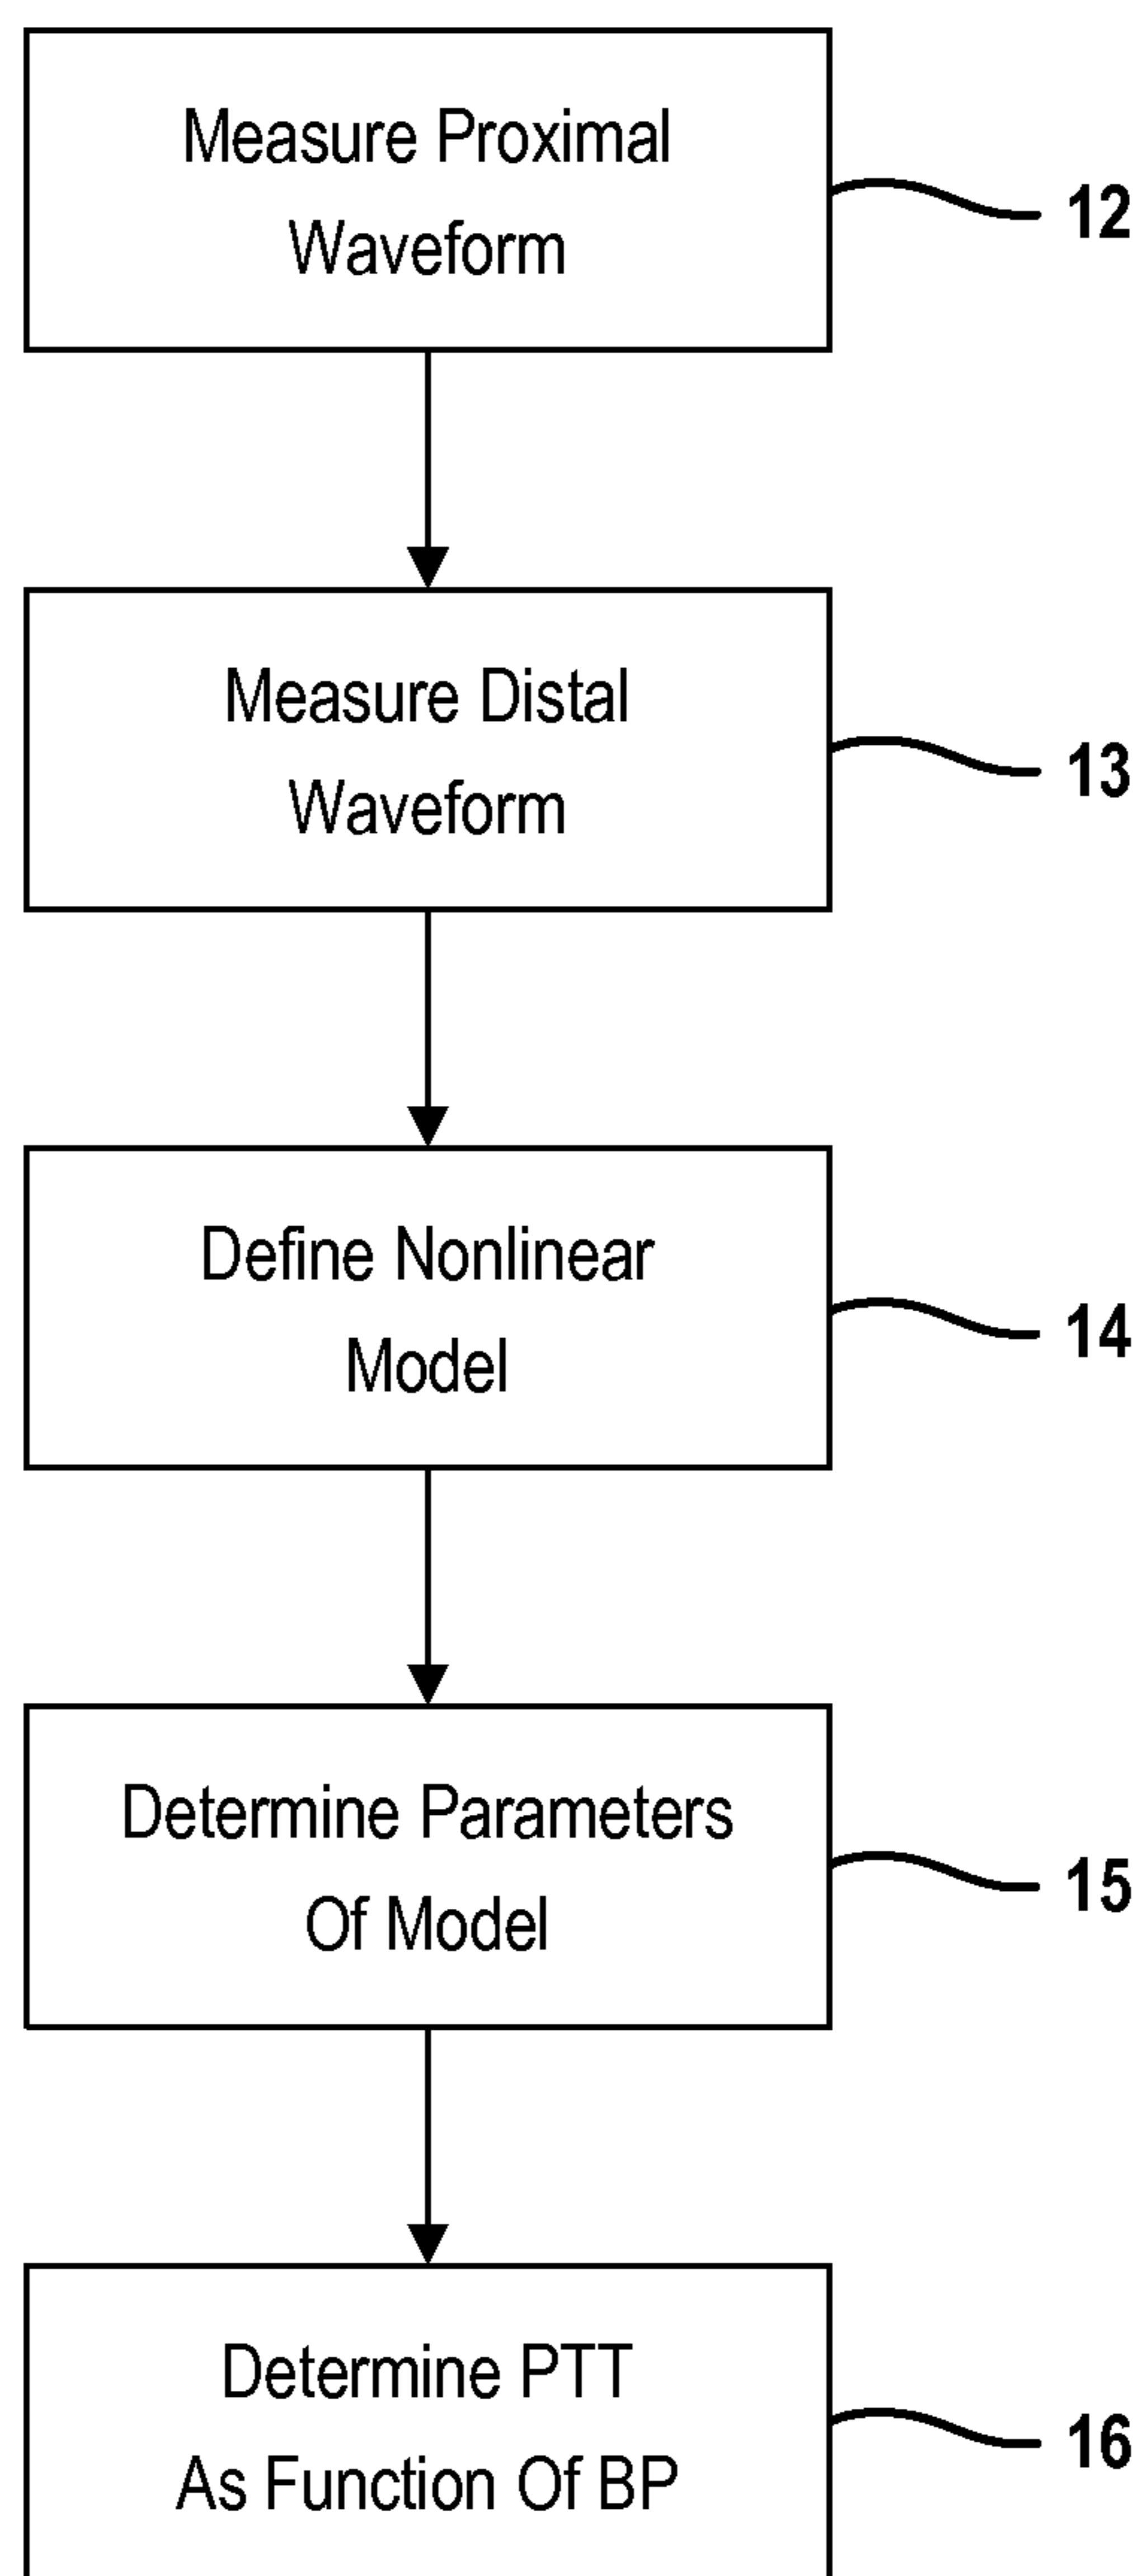 Measure Proximal
Waveform
12
Measure Distal
Waveform
13
Define Nonlinear
Model
14
Determine Parameters
Of Model
15
Determine PTT
As Function Of BP
16